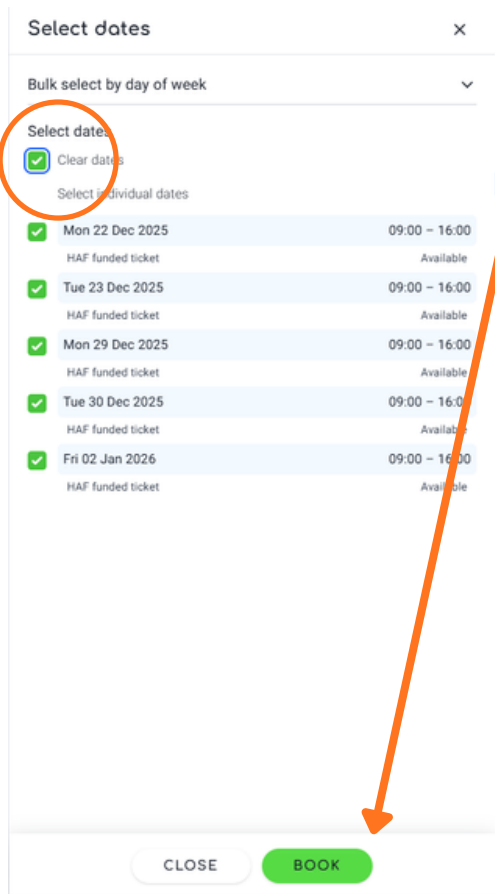 Select dates
Bulk select by day of week
Select dates
Clear dates
Select individual dates
Mon 22 Dec 2025 09:00 – 16:00
HAF funded ticket Available
Tue 23 Dec 2025 09:00 – 16:00
HAF funded ticket Available
Mon 29 Dec 2025 09:00 – 16:00
HAF funded ticket Available
Tue 30 Dec 2025 09:00 – 16:00
HAF funded ticket Available
Fri 02 Jan 2026 09:00 – 16:00
HAF funded ticket Available
CLOSE BOOK